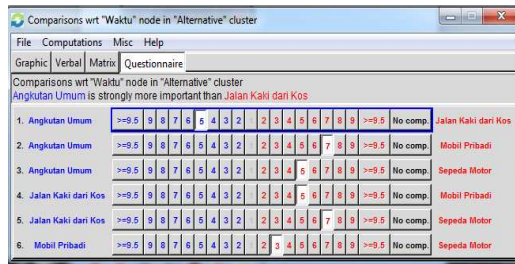 Comparisons wrt "Waktu" node in "Alternative" cluster
File Computations Misc Help
Graphic Verbal Matrix Questionnaire
Comparisons wrt "Waktu" node in "Alternative" cluster
Angkutan Umum is strongly more important than Jalan Kaki dari Kos
1. Angkutan Umum >=9.5 9 8 7 6 5 4 3 2 1 2 3 4 5 6 7 8 9 >=9.5 No comp. Jalan Kaki dari Kos
2. Angkutan Umum >=9.5 9 8 7 6 5 4 3 2 1 2 3 4 5 6 7 8 9 >=9.5 No comp. Mobil Pribadi
3. Angkutan Umum >=9.5 9 8 7 6 5 4 3 2 1 2 3 4 5 6 7 8 9 >=9.5 No comp. Sepeda Motor
4. Jalan Kaki dari Kos >=9.5 9 8 7 6 5 4 3 2 1 2 3 4 5 6 7 8 9 >=9.5 No comp. Mobil Pribadi
5. Jalan Kaki dari Kos >=9.5 9 8 7 6 5 4 3 2 1 2 3 4 5 6 7 8 9 >=9.5 No comp. Sepeda Motor
6. Mobil Pribadi >=9.5 9 8 7 6 5 4 3 2 1 2 3 4 5 6 7 8 9 >=9.5 No comp. Sepeda Motor